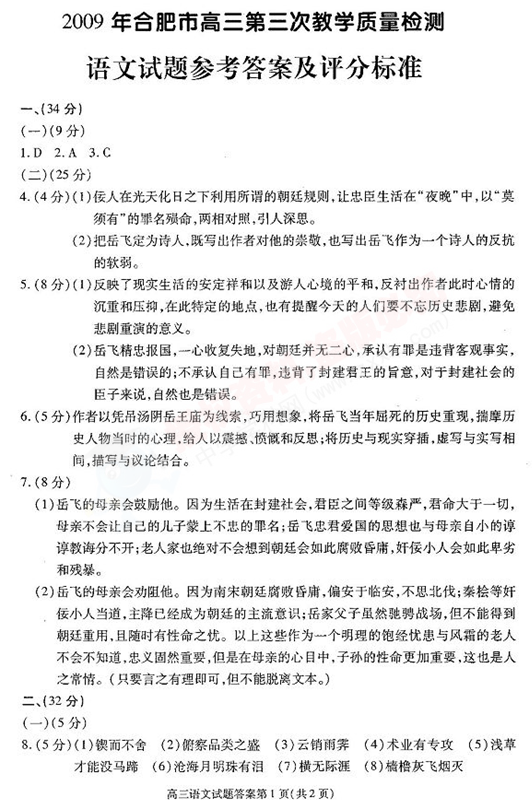 2009 年合肥市高三第三次教学质量检测
语文试题参考答案及评分标准
一、(34 分)
(一)(9 分)
1. D 2. A 3. C
(二)(25 分)
4. (4 分)(1)佞人在光天化日之下利用所谓的朝廷规则,让忠臣生活在“夜晚”中,以“莫
须有”的罪名殒命,两相对照,引人深思。
(2)把岳飞定为诗人,既写出作者对他的崇敬,也写出岳飞作为一个诗人的反抗
的软弱。
5. (8 分)(1)反映了现实生活的安定祥和以及游人心境的平和,反衬出作者此时心情的
沉重和压抑,在此特定的地点,也有提醒今天的人们要不忘历史悲剧,避免
悲剧重演的意义。
(2)岳飞精忠报国,一心收复失地,对朝廷并无二心,承认有罪是违背客观事实,
自然是错误的;不承认自己有罪,违背了封建君王的旨意,对于封建社会的
臣子来说,自然也是错误。
6. (5 分)作者以凭吊汤阴岳王庙为线索,巧用想象,将岳飞当年屈死的历史重现,揣摩历
史人物当时的心理,给人以震撼、愤慨和反思;将历史与现实穿插,虚写与实写相
间,描写与议论结合。
7. (8 分)
(1)岳飞的母亲会鼓励他。因为生活在封建社会,君臣之间等级森严,君命大于一切,
母亲不会让自己的儿子蒙上不忠的罪名;岳飞忠君爱国的思想也与母亲自小的谆
谆教诲分不开;老人家也绝对不会想到朝廷会如此腐败昏庸,奸佞小人会如此卑劣
和残暴。
(2)岳飞的母亲会劝阻他。因为南宋朝廷腐败昏庸,偏安于临安,不思北伐;秦桧等奸
佞小人当道,主降已经成为朝廷的主流意识;岳家父子虽然驰骋战场,但不能得到
朝廷重用,且随时有性命之忧。以上这些作为一个明理的饱经忧患与风霜的老人
不会不知道,忠义固然重要,但是在母亲的心目中,子孙的性命更加重要,这也是人
之常情。(只要言之有理即可,但不能脱离文本。)
二、(32 分)
(一)(5 分)
8. (5 分)(1)锲而不舍 (2)俯察品类之盛 (3)云销雨霁 (4)术业有专攻 (5)浅草
才能没马蹄 (6)沧海月明珠有泪 (7)横无际涯 (8)樯橹灰飞烟灭
高三语文试题答案第 1 页(共 2 页)